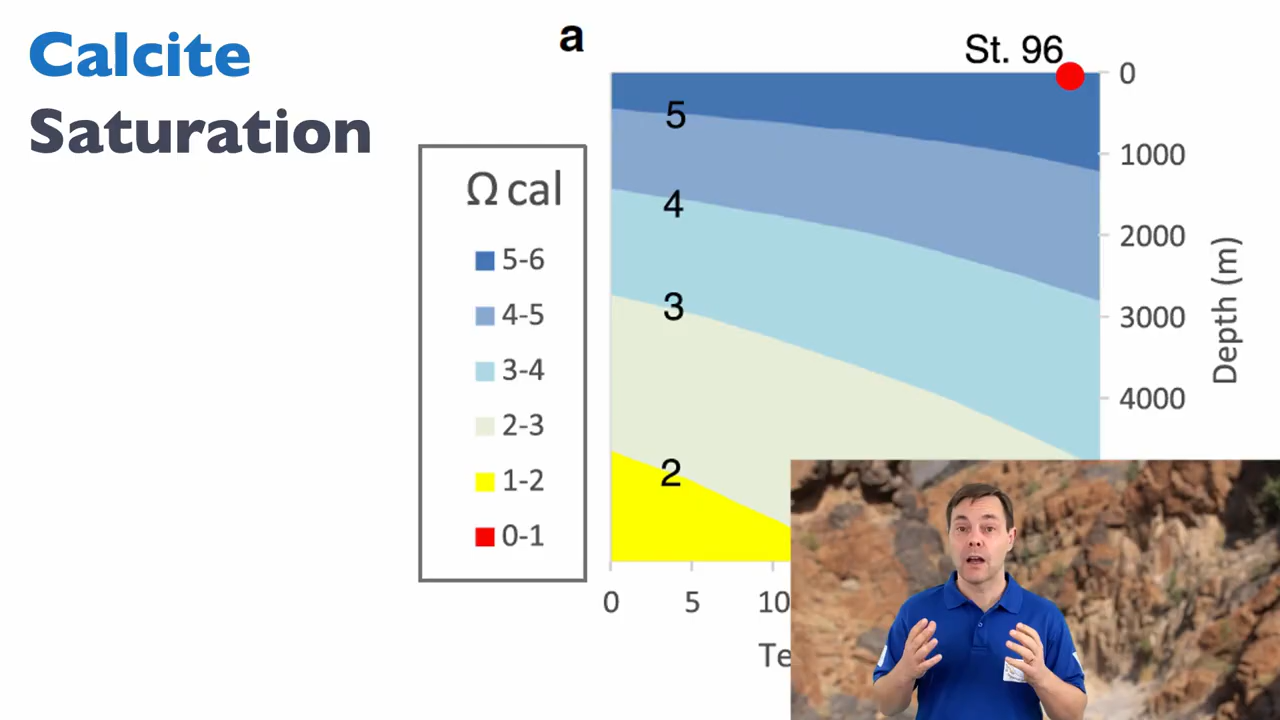 Calcite
Saturation
a
St. 96
Ω cal
5-6
4-5
3-4
2-3
1-2
0-1
5
4
3
2
0
1000
2000
3000
4000
Depth (m)
0 5 10
Te